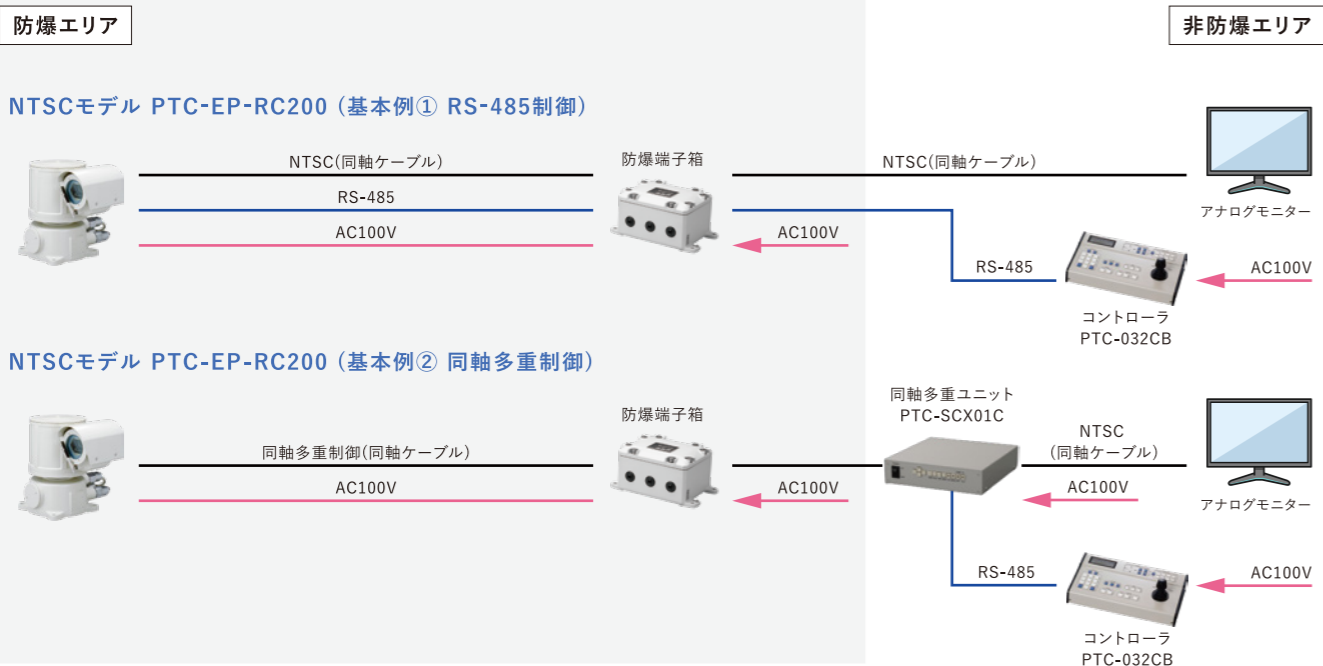 防爆エリア
非防爆エリア
NTSCモデル PTC-EP-RC200 (基本例① RS-485制御)
NTSC(同軸ケーブル)
防爆端子箱
NTSC(同軸ケーブル)
RS-485
AC100V
AC100V
アナログモニター
RS-485
AC100V
コントローラ
PTC-032CB
NTSCモデル PTC-EP-RC200 (基本例② 同軸多重制御)
同軸多重制御(同軸ケーブル)
AC100V
防爆端子箱
AC100V
同軸多重ユニット
PTC-SCX01C
NTSC
(同軸ケーブル)
AC100V
アナログモニター
RS-485
AC100V
コントローラ
PTC-032CB